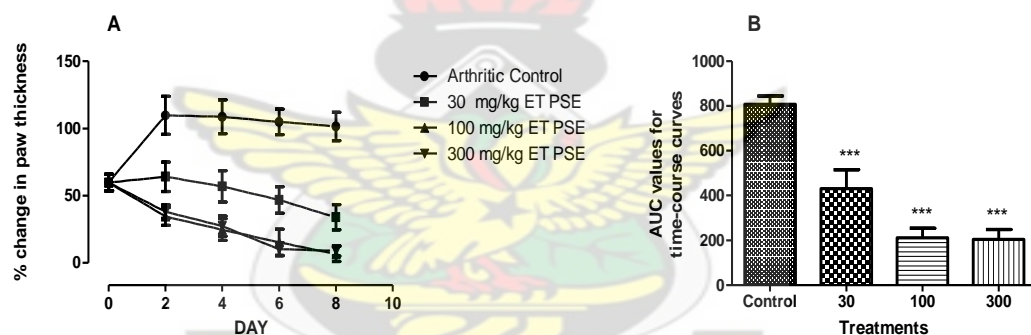 A
% change in paw thickness
150
100
50
0
0 2 4 6 8 10
DAY
Arthritic Control
30 mg/kg ET PSE
100 mg/kg ET PSE
300 mg/kg ET PSE
B
AUC values for
time-course curves
1000
800
600
400
200
0
***
***
***
Control 30 100 300
Treatments